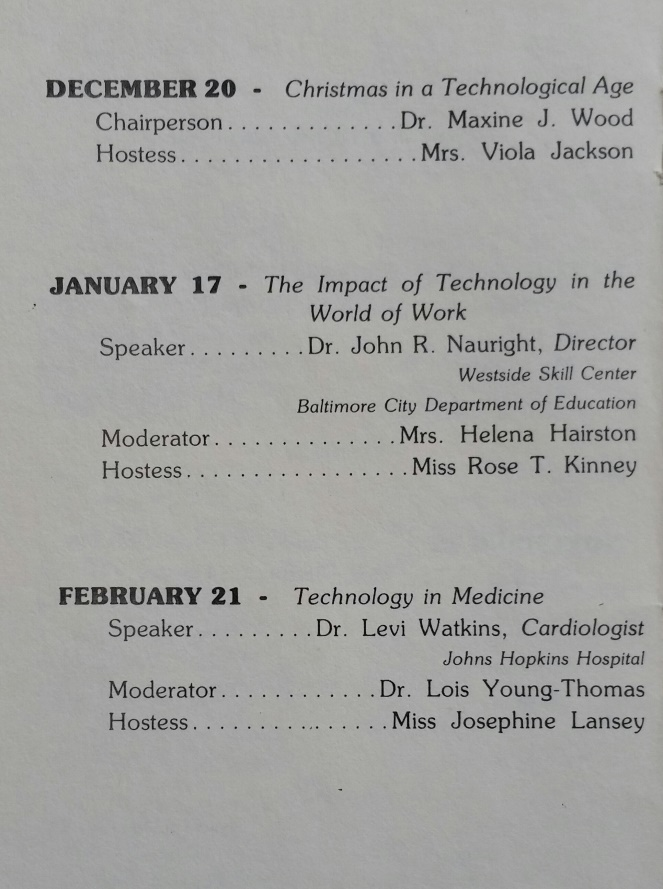 DECEMBER 20 - Christmas in a Technological Age
Chairperson.............Dr. Maxine J. Wood
Hostess...................Mrs. Viola Jackson
JANUARY 17 - The Impact of Technology in the
World of Work
Speaker.........Dr. John R. Nauright, Director
Westside Skill Center
Baltimore City Department of Education
Moderator..............Mrs. Helena Hairston
Hostess.................Miss Rose T. Kinney
FEBRUARY 21 - Technology in Medicine
Speaker.........Dr. Levi Watkins, Cardiologist
Johns Hopkins Hospital
Moderator............Dr. Lois Young-Thomas
Hostess...............Miss Josephine Lansey